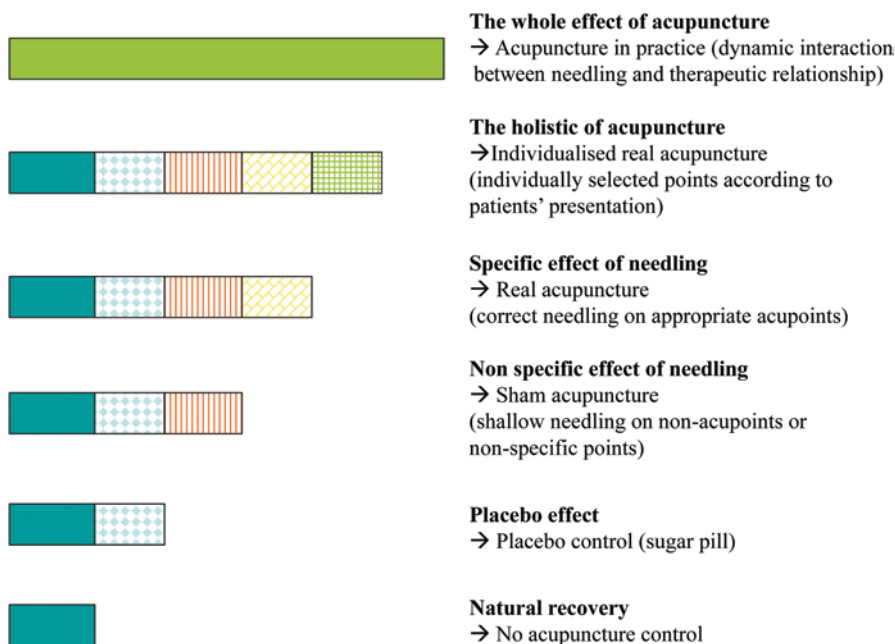 The whole effect of acupuncture
→ Acupuncture in practice (dynamic interaction
between needling and therapeutic relationship)
The holistic of acupuncture
→Individualised real acupuncture
(individually selected points according to
patients' presentation)
Specific effect of needling
→ Real acupuncture
(correct needling on appropriate acupoints)
Non specific effect of needling
→ Sham acupuncture
(shallow needling on non-acupoints or
non-specific points)
Placebo effect
→ Placebo control (sugar pill)
Natural recovery
→ No acupuncture control